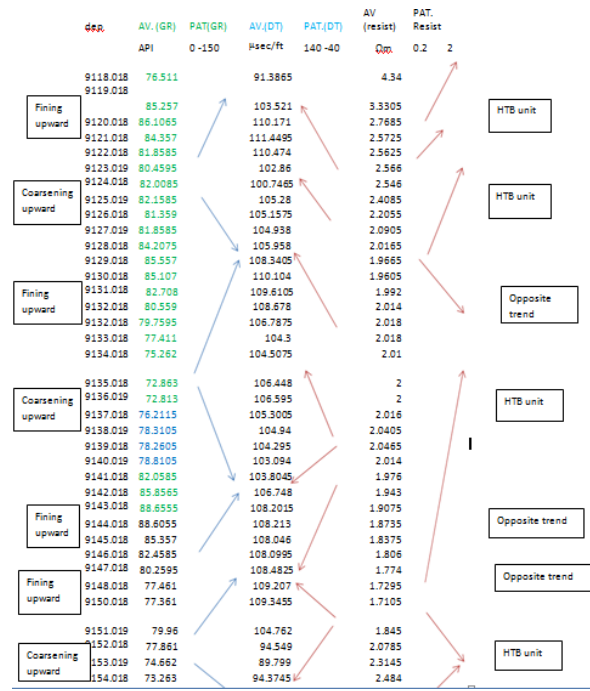 dep. AV. (GR) PAT(GR) AV.(DT) PAT.(DT) AV (resist) PAT. Resist
API 0 -150 µsec/ft 140 -40 Ωm. 0.2 2
9118.018 76.511 91.3865 4.34
9119.018
Fining upward 85.257 103.521 3.3305 HTB unit
9120.018 86.1065 110.171 2.7685
9121.018 84.357 111.4495 2.5725
9122.018 81.8585 110.474 2.5625
9123.019 80.4595 102.86 2.566
9124.018 82.0085 100.7465 2.546
Coarsening upward 9125.019 82.1585 105.28 2.4085 HTB unit
9126.018 81.359 105.1575 2.2055
9127.019 81.8585 104.938 2.0905
9128.018 84.2075 105.958 2.0165
9129.018 85.557 108.3405 1.9665
9130.018 85.107 110.104 1.9605
Fining upward 9131.018 82.708 109.6105 1.992 Opposite trend
9132.018 80.559 108.678 2.014
9132.018 79.7595 106.7875 2.018
9133.018 77.411 104.3 2.018
9134.018 75.262 104.5075 2.01
9135.018 72.863 106.448 2
Coarsening upward 9136.019 72.813 106.595 2 HTB unit
9137.018 76.2115 105.3005 2.016
9138.019 78.3105 104.94 2.0405
9139.018 78.2605 104.295 2.0465
9140.019 78.8105 103.094 2.014
9141.018 82.0585 103.8045 1.976
9142.018 85.8565 106.748 1.943
9143.018 88.6555 108.2015 1.9075
Fining upward 9144.018 88.6055 108.213 1.8735 Opposite trend
9145.018 85.357 108.046 1.8375
9146.018 82.4585 108.0995 1.806
9147.018 80.2595 108.4825 1.774
Fining upward 9148.018 77.461 109.207 1.7295 Opposite trend
9150.018 77.361 109.3455 1.7105
9151.019 79.96 104.762 1.845
Coarsening upward 9152.018 77.861 94.549 2.0785 HTB unit
9153.019 74.662 89.799 2.3145
9154.018 73.263 94.3745 2.484